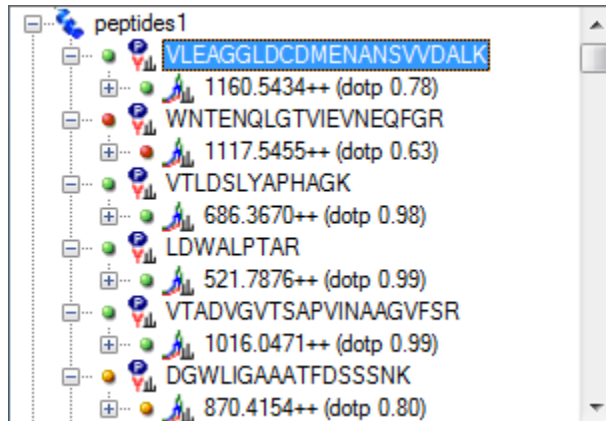 peptides1
VLEAGGLDCDMENANSVVDALK
1160.5434++ (dotp 0.78)
WNTENQLGTVIEVNEQFGR
1117.5455++ (dotp 0.63)
VTLDSLYAPHAGK
686.3670++ (dotp 0.98)
LDWALPTAR
521.7876++ (dotp 0.99)
VTADVGVTSAPVINAAGVFSR
1016.0471++ (dotp 0.99)
DGWLIGAAATFDSSSNK
870.4154++ (dotp 0.80)